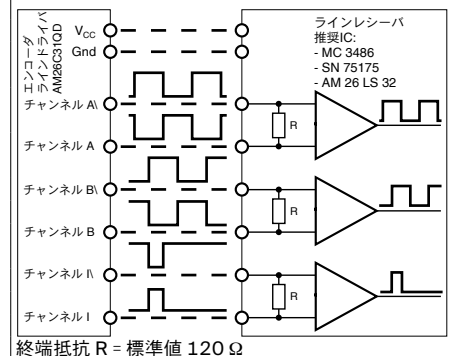 エンコーダ
ラインドライバ
AM26C31QD
VCC
Gnd
チャンネル A\
チャンネル A
チャンネル B\
チャンネル B
チャンネル I\
チャンネル I
ラインレシーバ
推奨IC:
- MC 3486
- SN 75175
- AM 26 LS 32
R
R
R
終端抵抗 R = 標準値 120 Ω